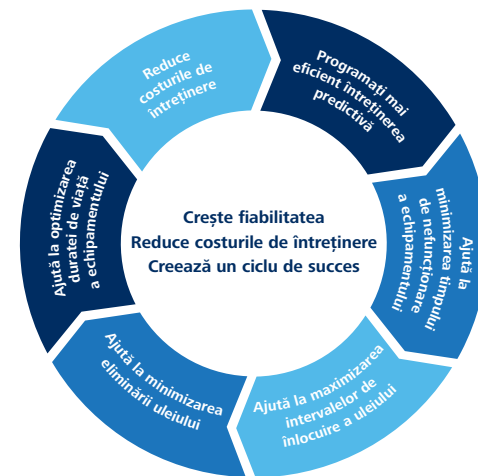 Reduce
costurile de
întreținere
Programați mai
eficient întreținerea
predictivă
Ajută la
minimizarea timpului
de nefuncționare
a echipamentului
Ajută la maximizarea
intervalelor de
înlocuire a uleiului
Ajută la minimizarea
eliminării uleiului
Ajută la optimizarea
duratei de viață
a echipamentului
Crește fiabilitatea
Reduce costurile de întreținere
Creează un ciclu de succes